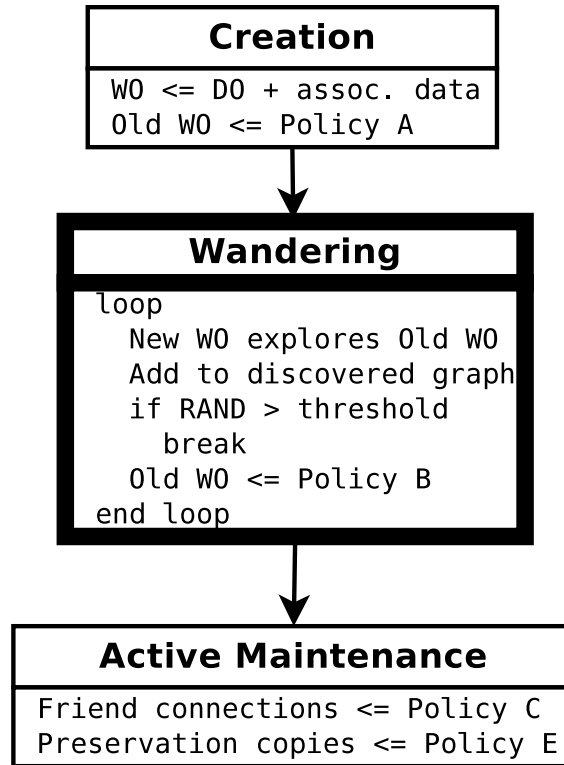 Creation
WO <= DO + assoc. data
Old WO <= Policy A
Wandering
loop
New WO explores Old WO
Add to discovered graph
if RAND > threshold
break
Old WO <= Policy B
end loop
Active Maintenance
Friend connections <= Policy C
Preservation copies <= Policy E